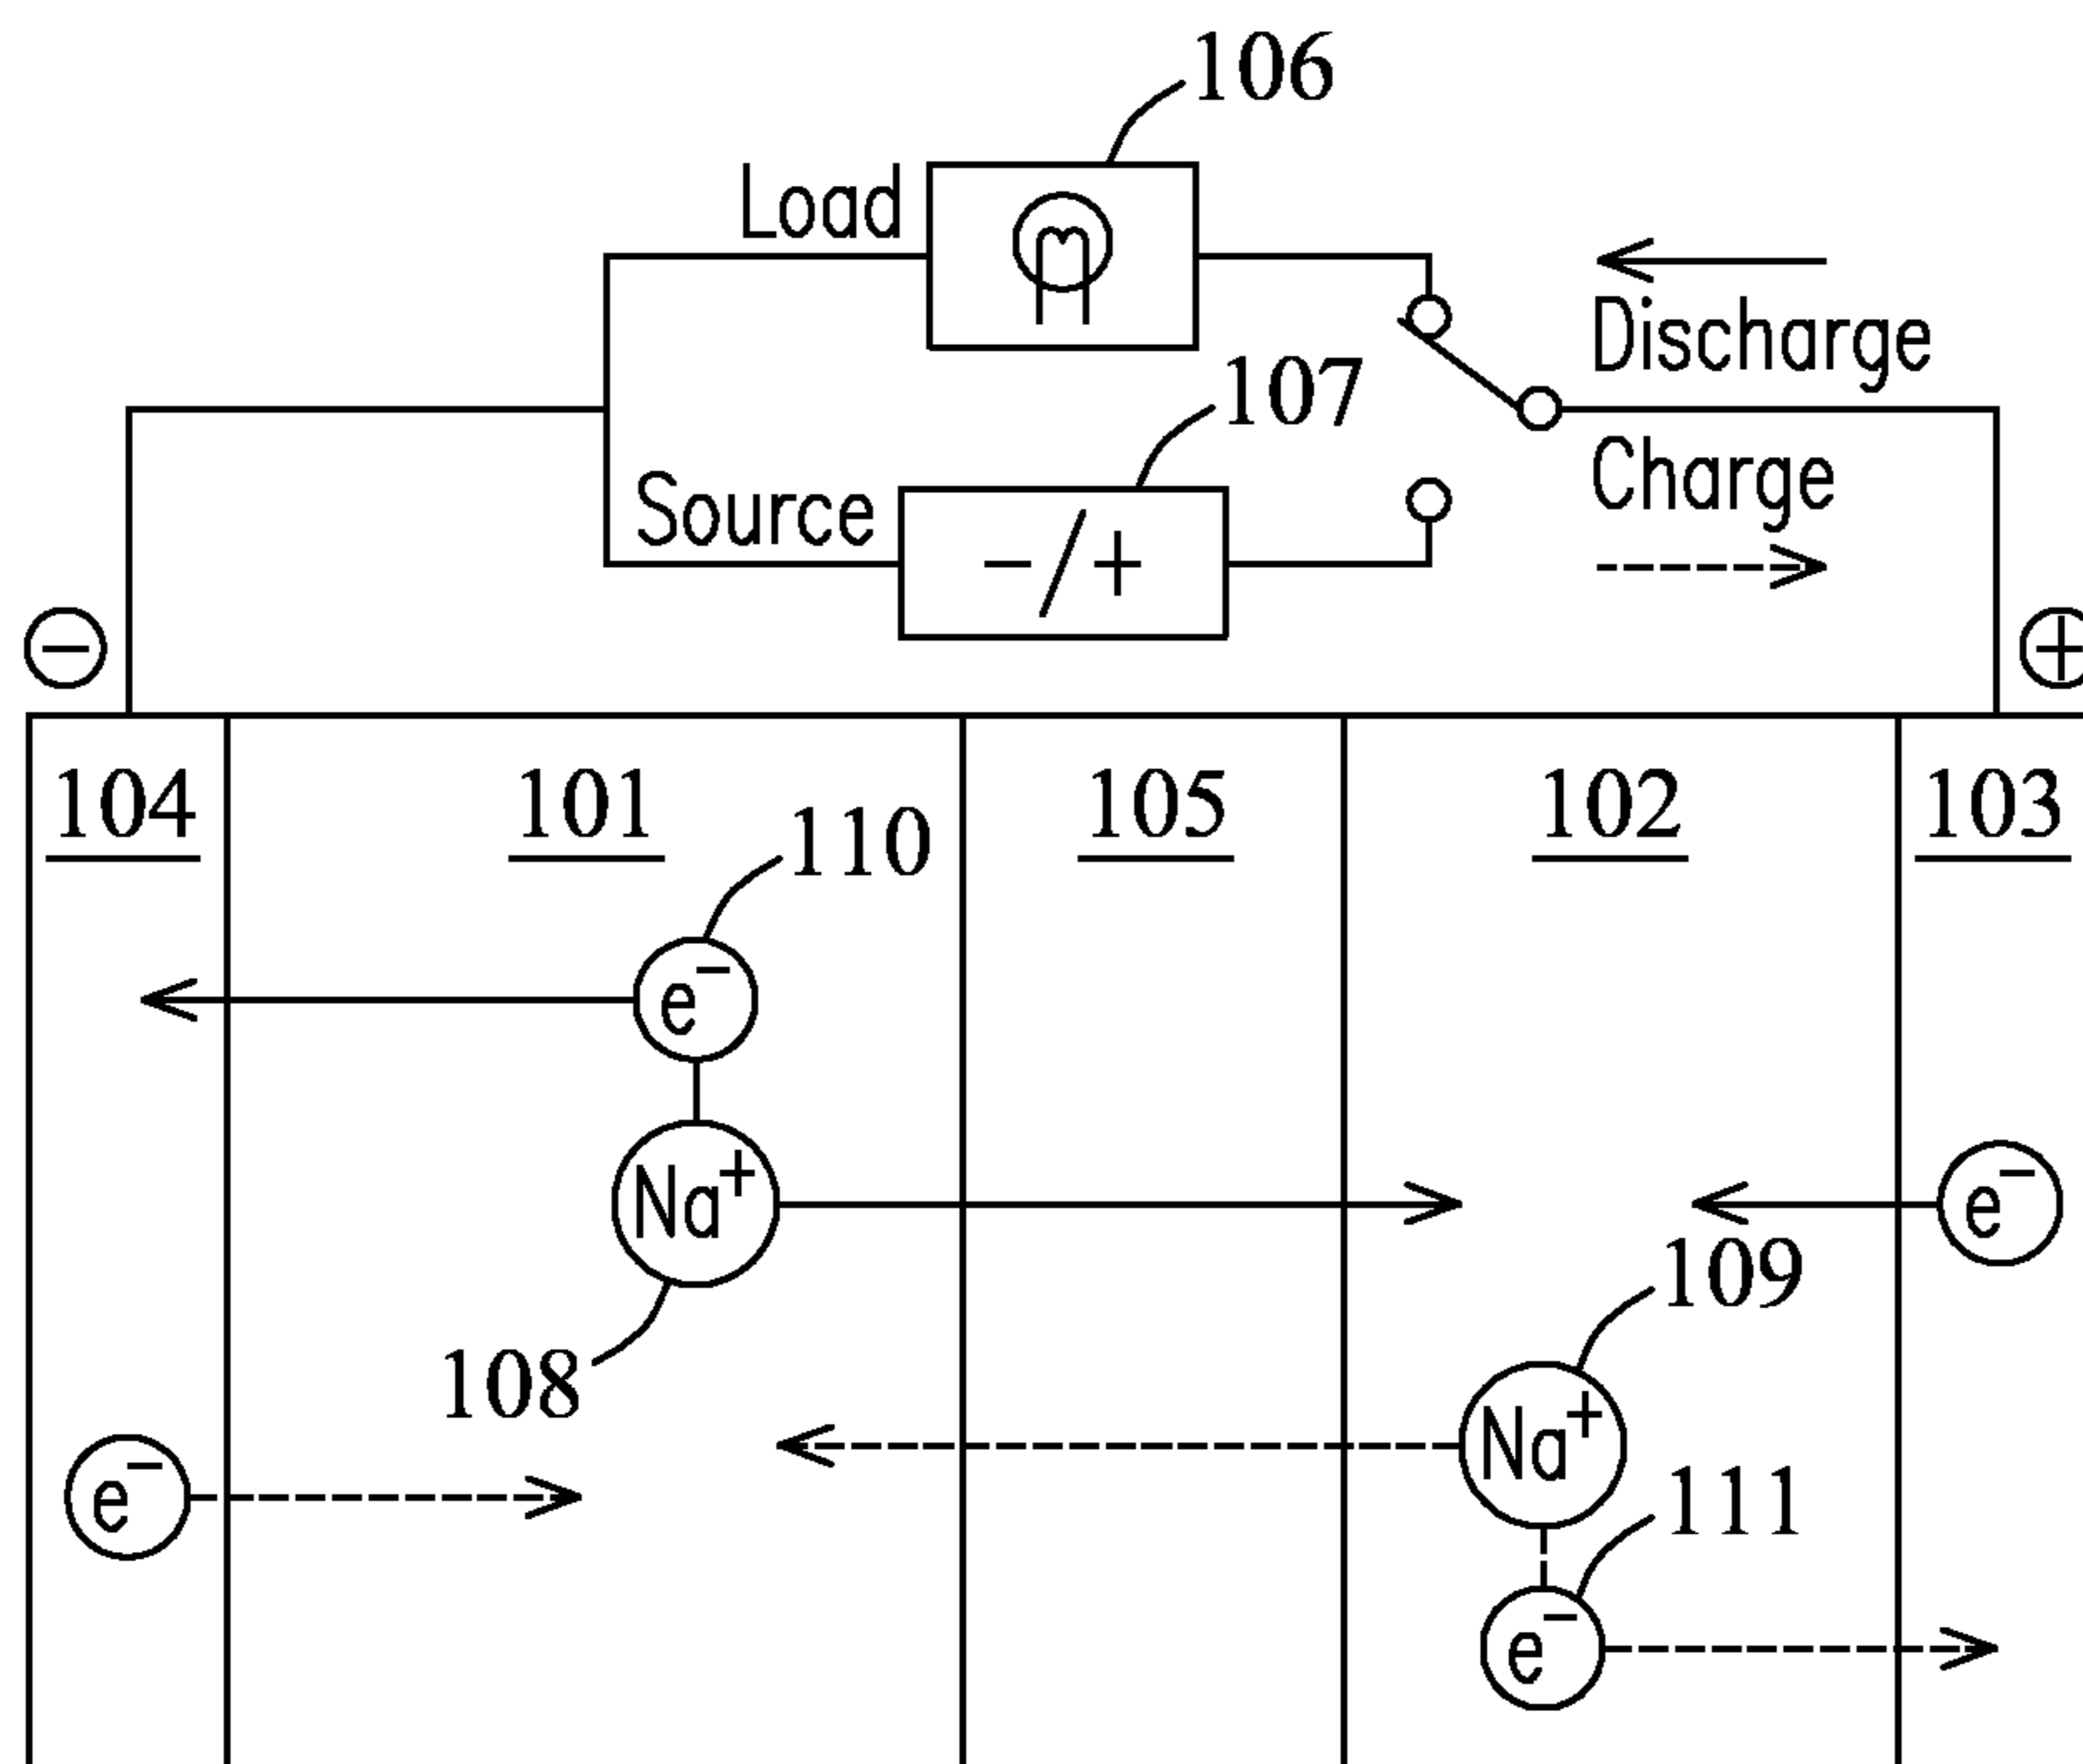 106
Load
Discharge
107
Charge
Source
-/+
−
+
104
101
105
102
103
110
e−
Na+
e−
109
108
Na+
e−
111
e−